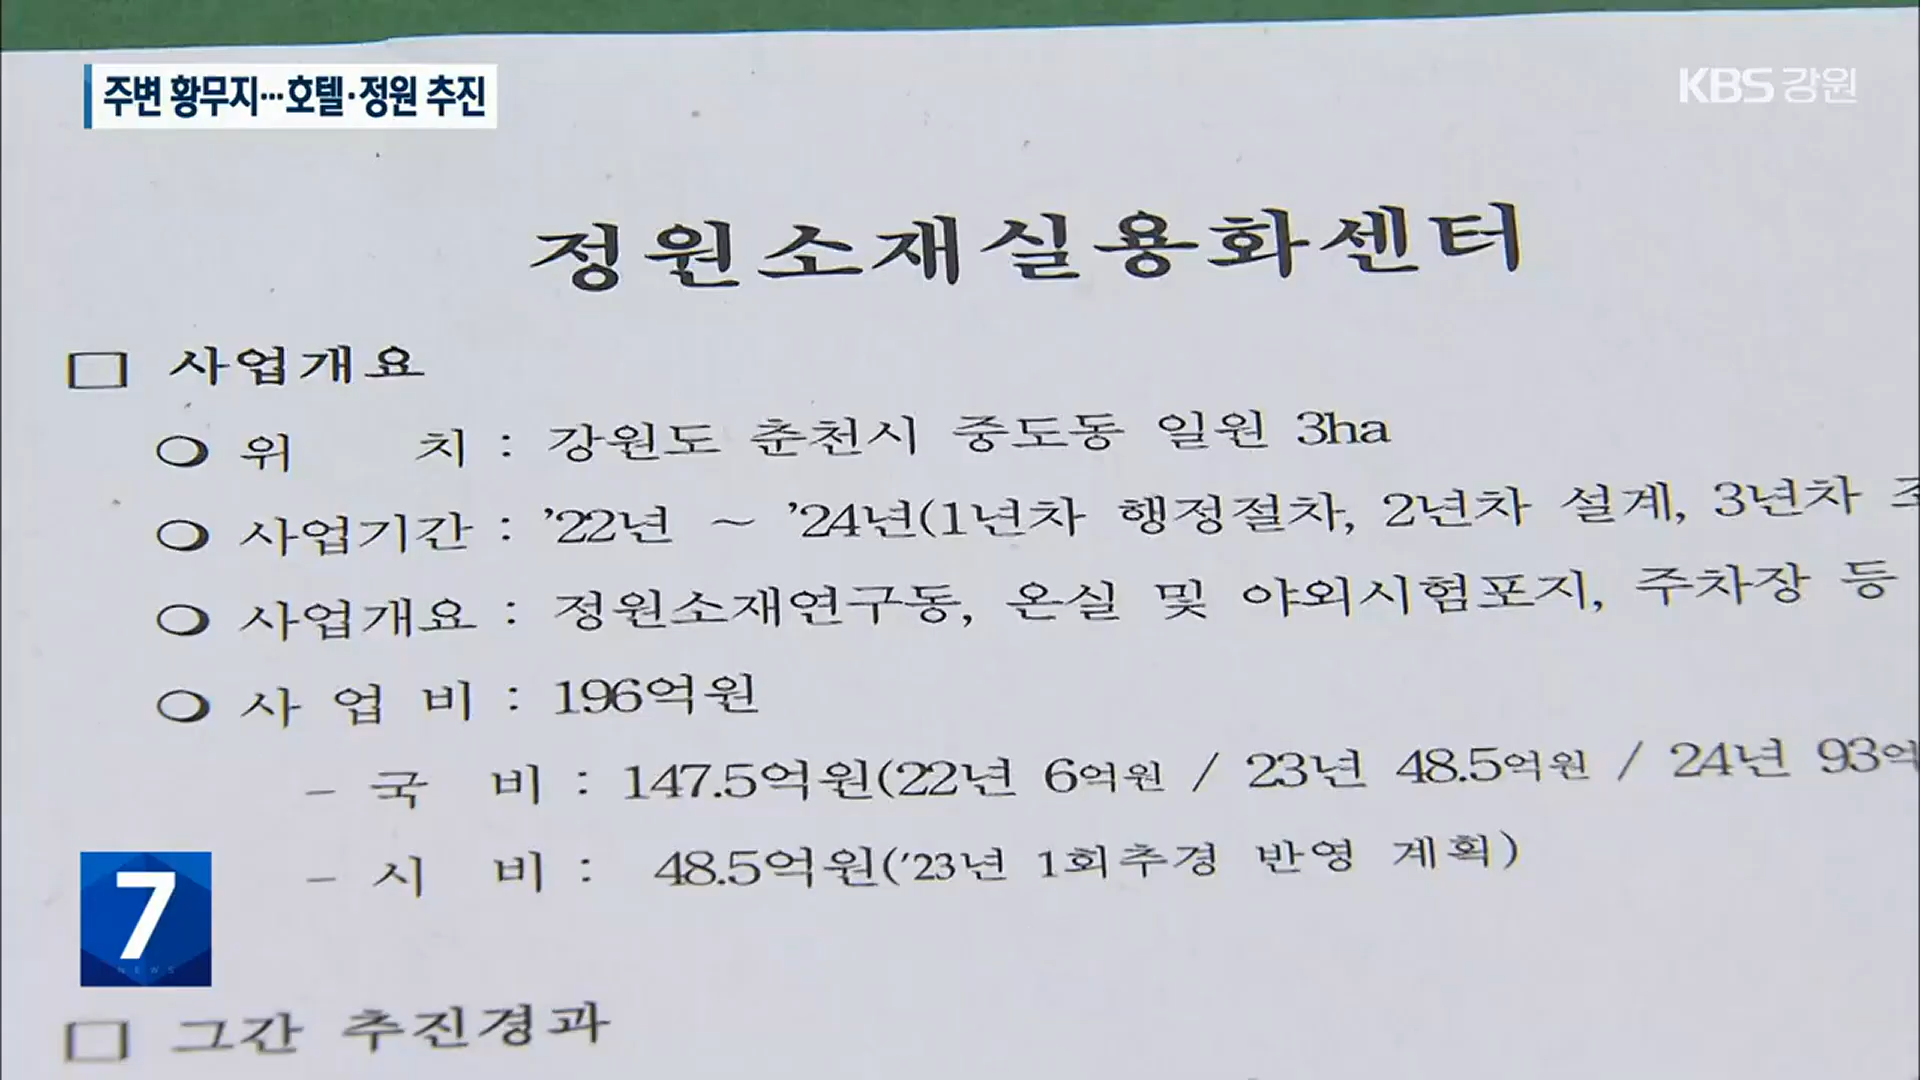 주변 황무지…호텔·정원 추진
KBS 강원
정원소재실용화센터
□ 사업개요
❍ 위 치 : 강원도 춘천시 중도동 일원 3ha
❍ 사업기간 : ’22년 ~ ’24년(1년차 행정절차, 2년차 설계, 3년차
❍ 사업개요 : 정원소재연구동, 온실 및 야외시험포지, 주차장 등
❍ 사 업 비 : 196억원
- 국 비 : 147.5억원(22년 6억원 / 23년 48.5억원 / 24년 93억
- 시 비 : 48.5억원(’23년 1회추경 반영 계획)
7
NEWS
□ 그간 추진경과